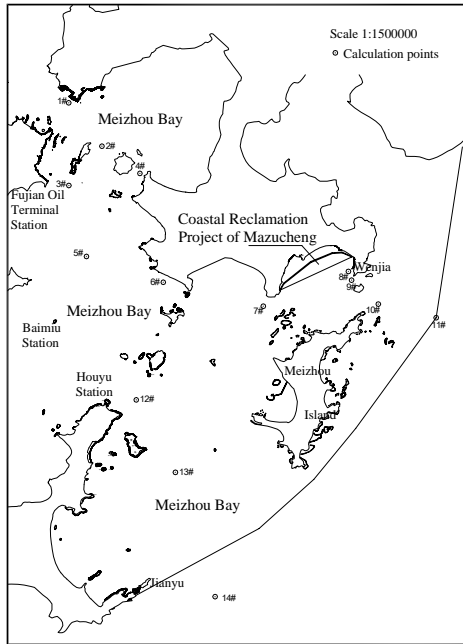 Scale 1:1500000
Calculation points
1#
Meizhou Bay
2#
4#
3#
Fujian Oil
Terminal
Station
Coastal Reclamation
Project of Mazucheng
5#
Wenjia
8#
6#
9#
Meizhou Bay
7#
10#
11#
Baimiu
Station
Meizhou
Houyu
Station
12#
Island
13#
Meizhou Bay
Jianyu
14#